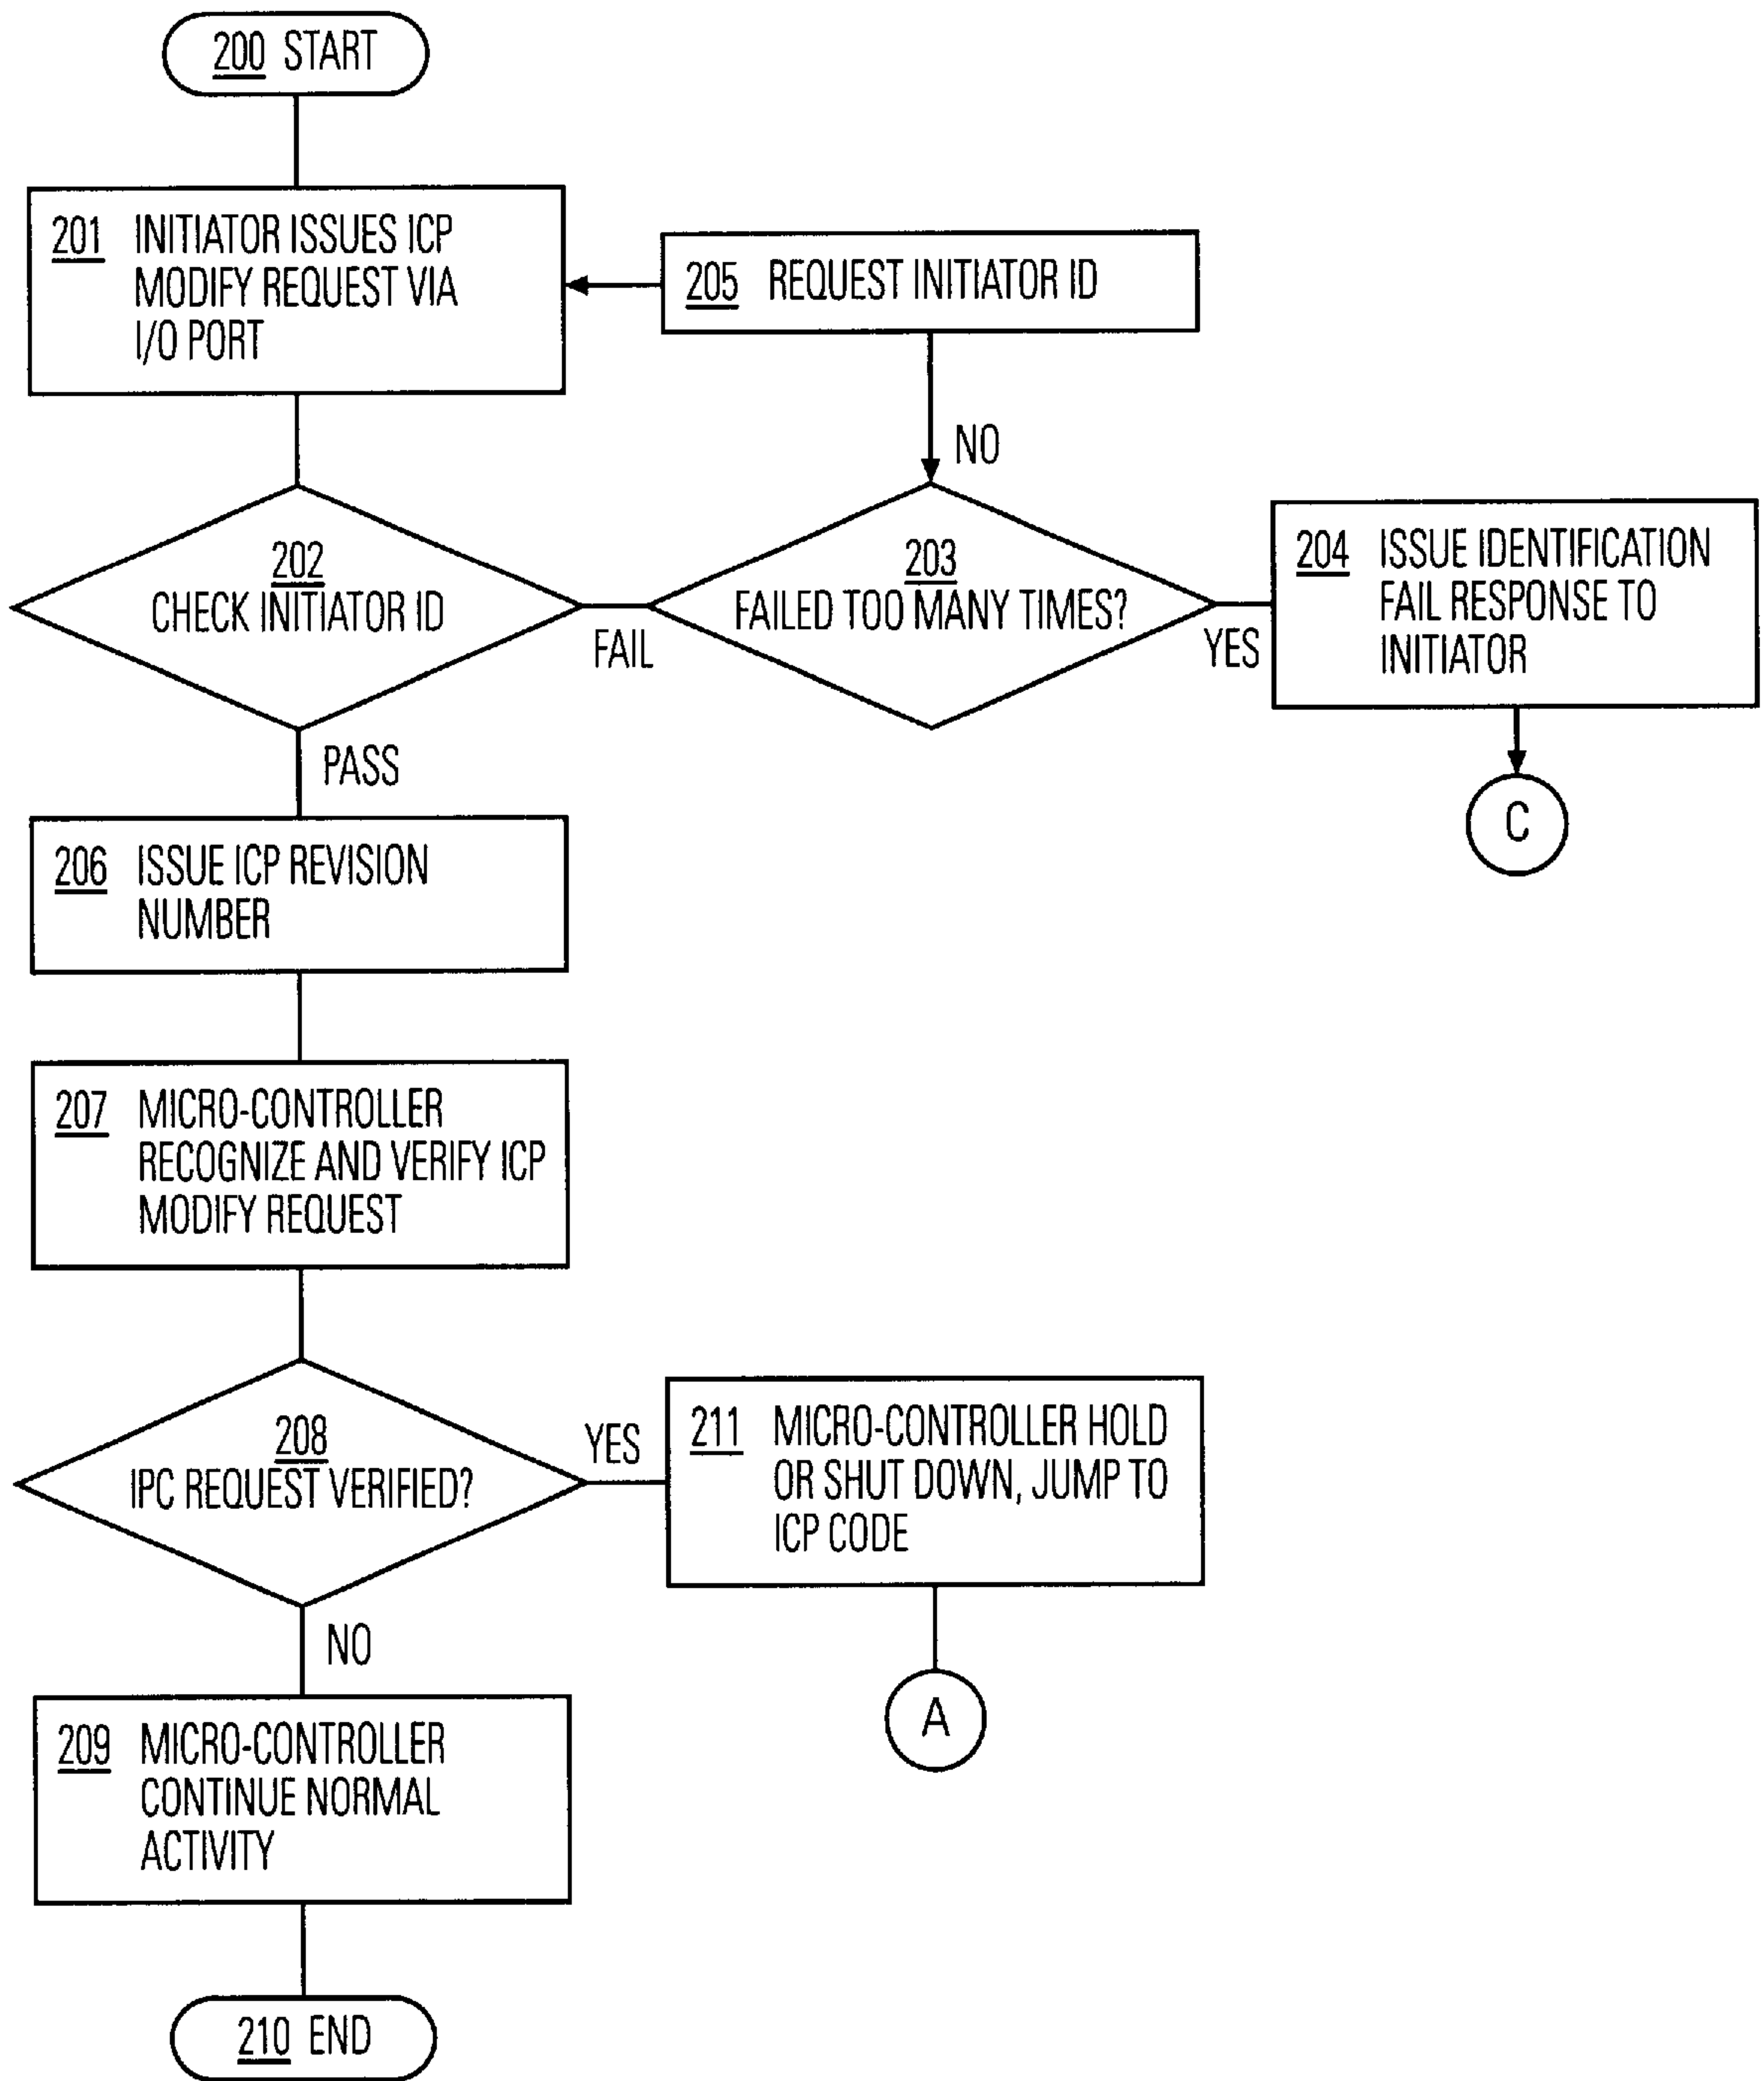 200 START
201 INITIATOR ISSUES ICP
MODIFY REQUEST VIA
I/O PORT
205 REQUEST INITIATOR ID
NO
202
CHECK INITIATOR ID
FAIL
203
FAILED TOO MANY TIMES?
YES
204 ISSUE IDENTIFICATION
FAIL RESPONSE TO
INITIATOR
C
PASS
206 ISSUE ICP REVISION
NUMBER
207 MICRO-CONTROLLER
RECOGNIZE AND VERIFY ICP
MODIFY REQUEST
208
IPC REQUEST VERIFIED?
YES
211 MICRO-CONTROLLER HOLD
OR SHUT DOWN, JUMP TO
ICP CODE
A
NO
209 MICRO-CONTROLLER
CONTINUE NORMAL
ACTIVITY
210 END